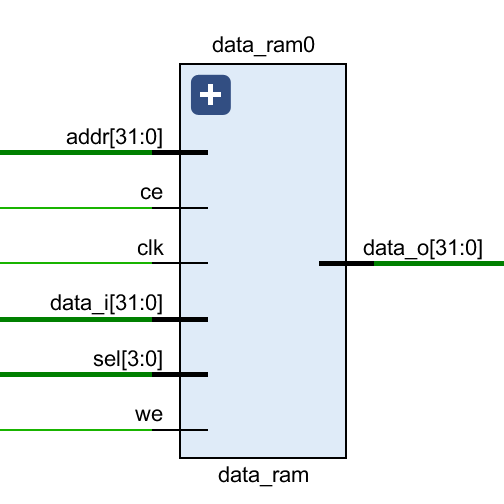 data_ram0
addr[31:0]
ce
clk
data_o[31:0]
data_i[31:0]
sel[3:0]
we
data_ram